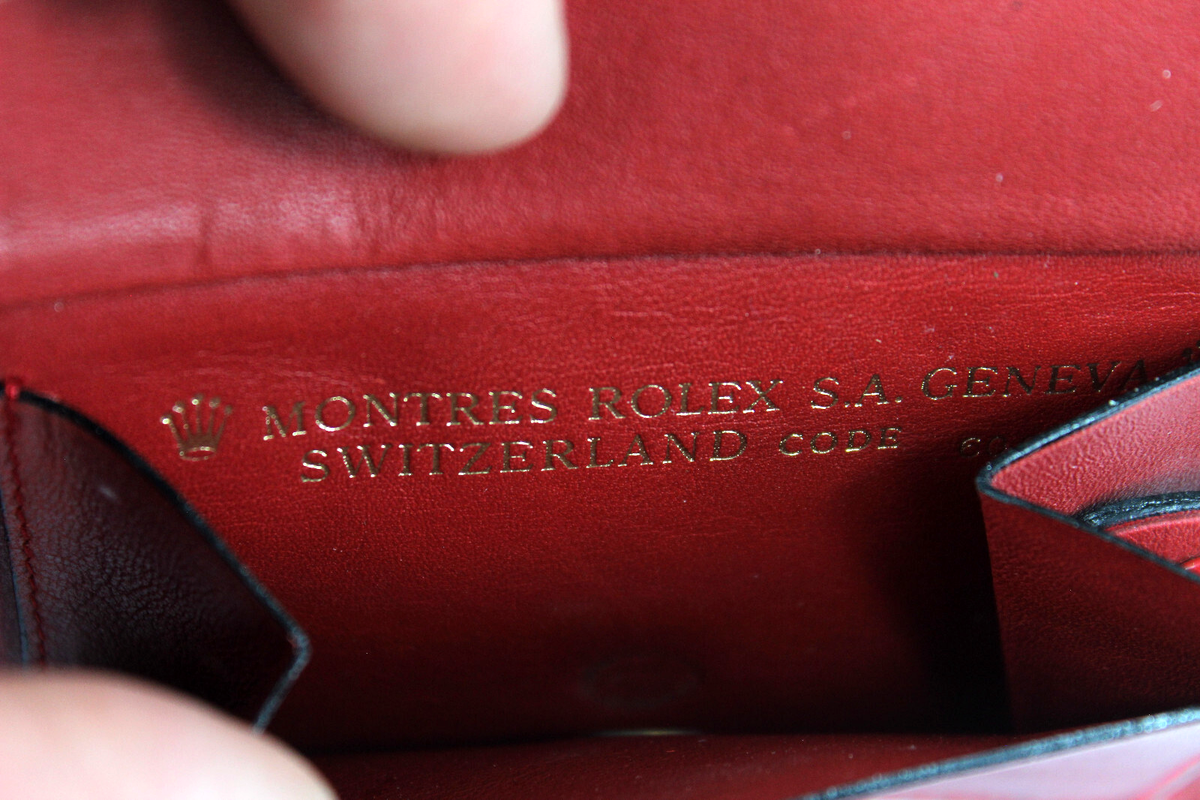 MONTRES ROLEX S.A. GENEVA
SWITZERLAND CODE